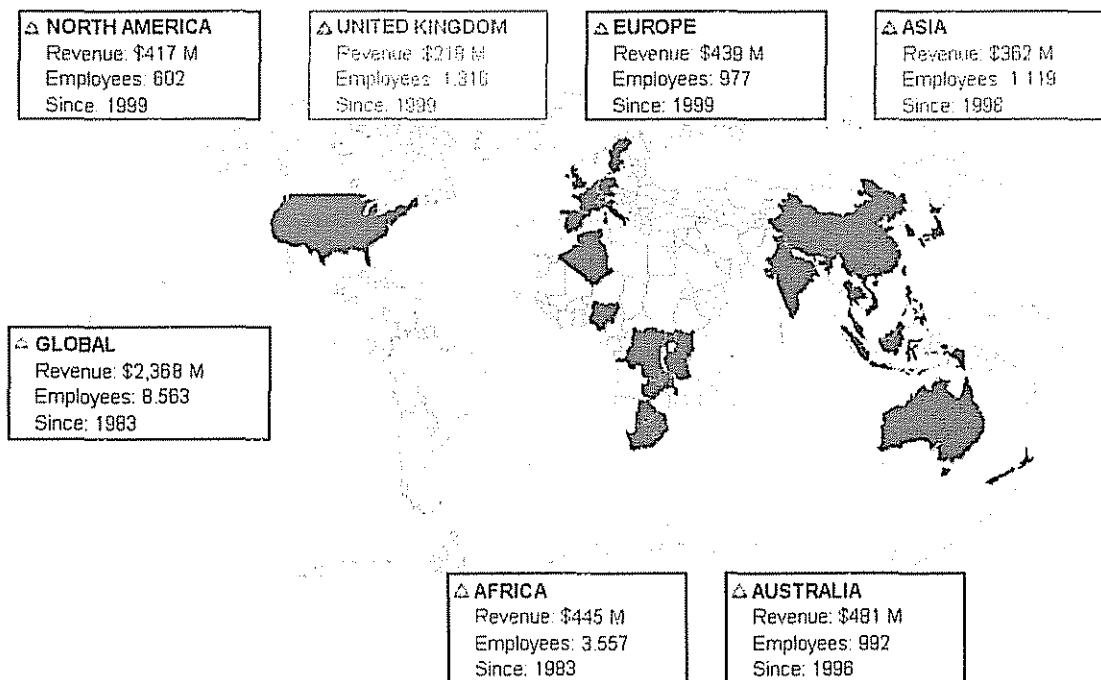 NORTH AMERICA
Revenue: $417 M
Employees: 602
Since: 1999
UNITED KINGDOM
Revenue: $218 M
Employees: 1.316
Since: 1999
EUROPE
Revenue: $439 M
Employees: 977
Since: 1999
ASIA
Revenue: $362 M
Employees 1 119
Since: 1996
GLOBAL
Revenue: $2,368 M
Employees: 8.563
Since: 1983
AFRICA
Revenue: $445 M
Employees: 3.557
Since: 1983
AUSTRALIA
Revenue: $481 M
Employees: 992
Since: 1996